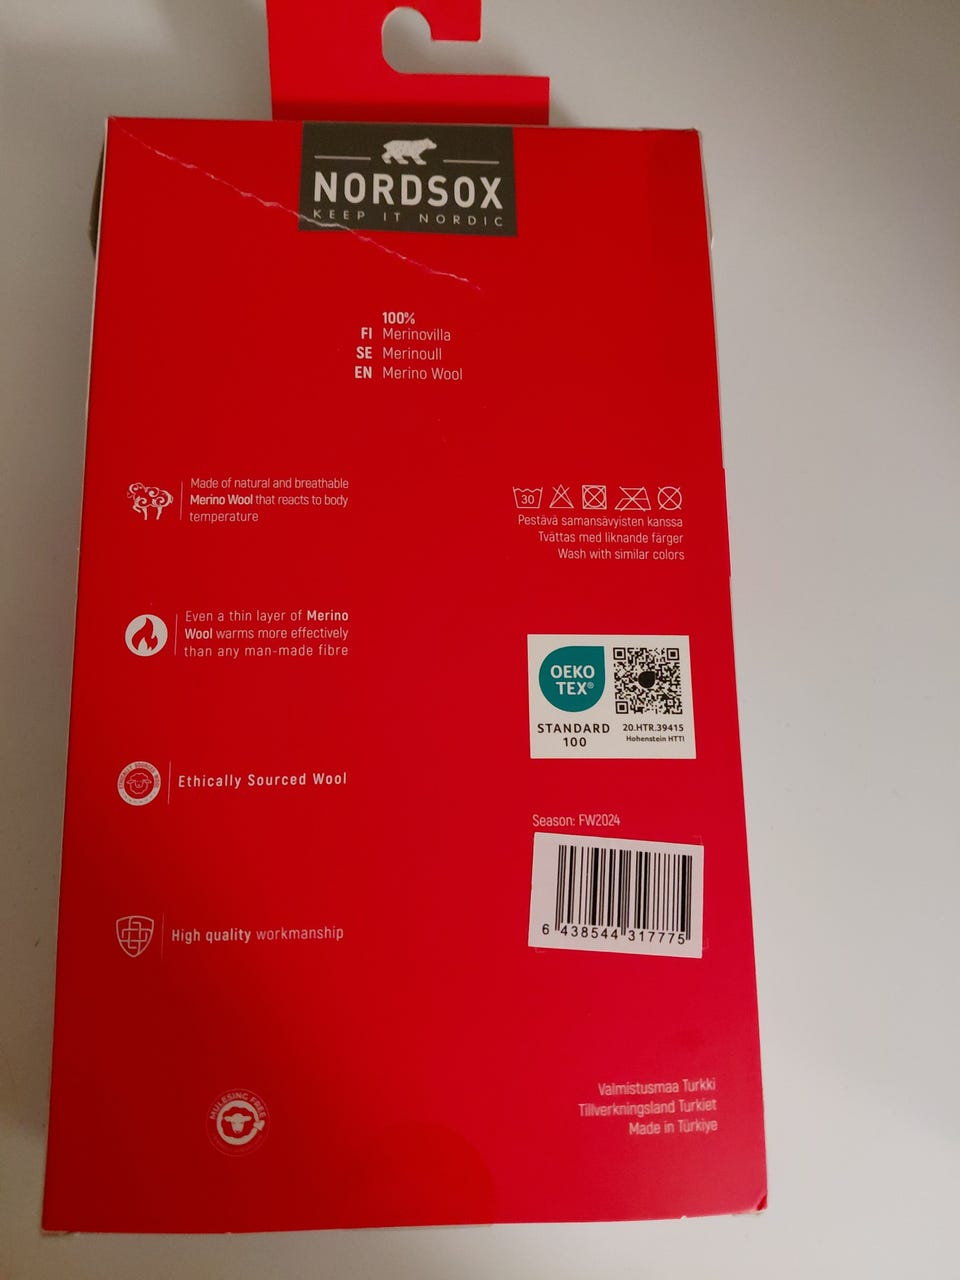 NORDSOX
KEEP IT NORDIC
100%
FI Merinovilla
SE Merinoull
EN Merino Wool
Made of natural and breathable
Merino Wool that reacts to body
temperature
30
Pestävä samansävyisten kanssa
Tvättas med liknande färger
Wash with similar colors
Even a thin layer of Merino
Wool warms more effectively
than any man-made fibre
OEKO
TEX®
STANDARD
100
20.HTR.39415
Hohenstein HTTI
ETHICALLY SOURCED WOOL
Ethically Sourced Wool
Season: FW2024
6 438544 317775
High quality workmanship
MULESING FREE
Valmistusmaa Turkki
Tillverkningsland Turkiet
Made in Türkiye